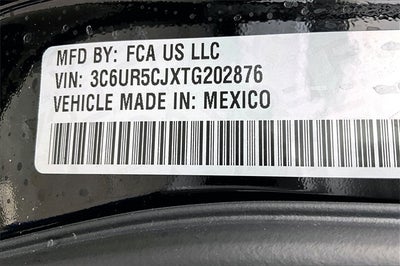 MFD BY: FCA US LLC
VIN: 3C6UR5CJXTG202876
VEHICLE MADE IN: MEXICO